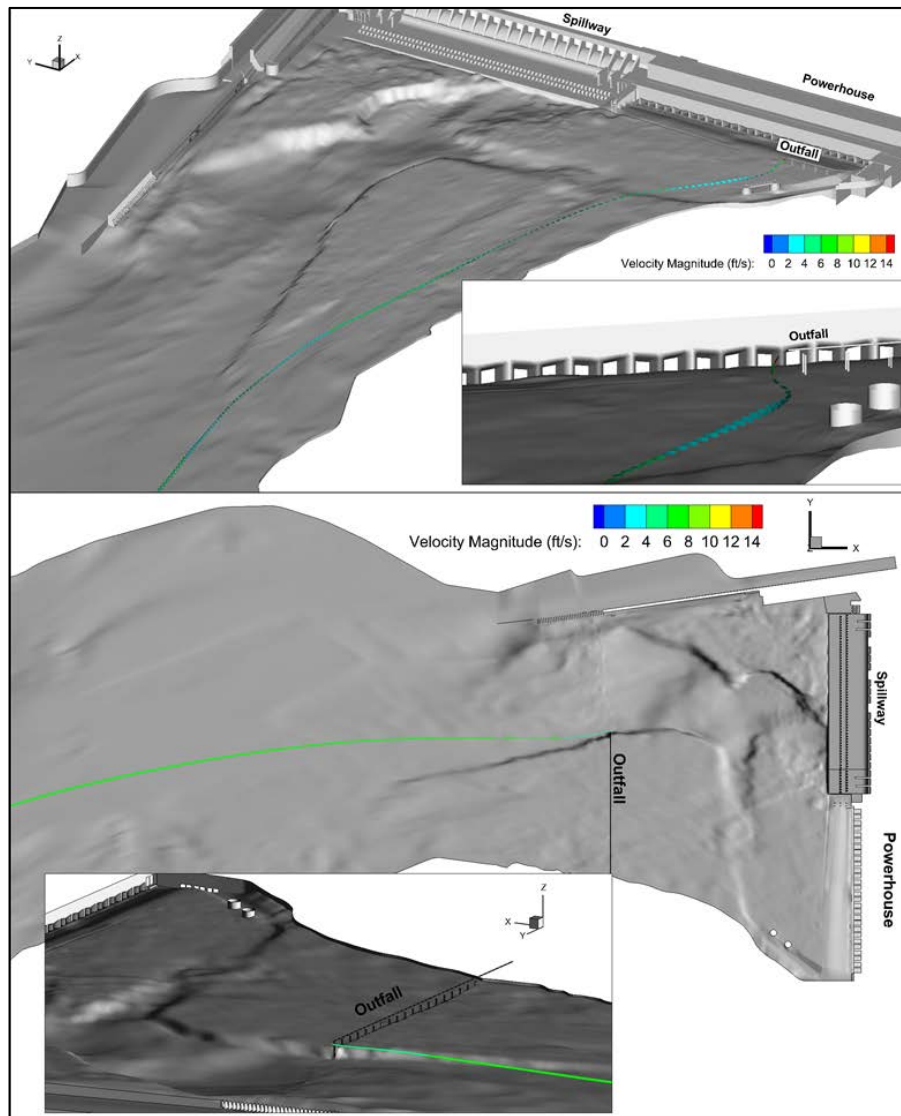 Spillway
Powerhouse
Outfall
Z
Y
X
Velocity Magnitude (ft/s):
0 2 4 6 8 10 12 14
Outfall
Velocity Magnitude (ft/s):
0 2 4 6 8 10 12 14
Y
X
Spillway
Outfall
Powerhouse
Z
X
Y
Outfall